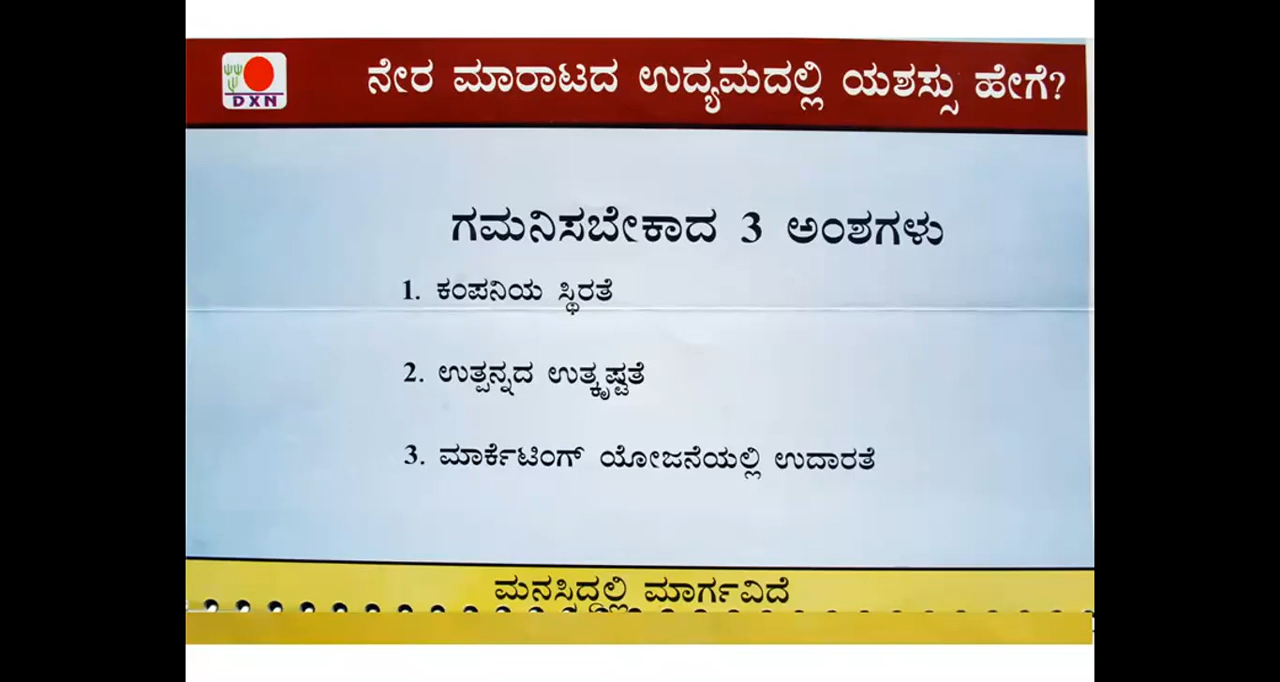 DXN
ನೇರ ಮಾರಾಟದ ಉದ್ಯಮದಲ್ಲಿ ಯಶಸ್ಸು ಹೇಗೆ?
ಗಮನಿಸಬೇಕಾದ 3 ಅಂಶಗಳು
1. ಕಂಪನಿಯ ಸ್ಥಿರತೆ
2. ಉತ್ಪನ್ನದ ಉತ್ಕೃಷ್ಟತೆ
3. ಮಾರ್ಕೆಟಿಂಗ್ ಯೋಜನೆಯಲ್ಲಿ ಉದಾರತೆ
ಮನಸಿದ್ದಲ್ಲಿ ಮಾರ್ಗವಿದೆ